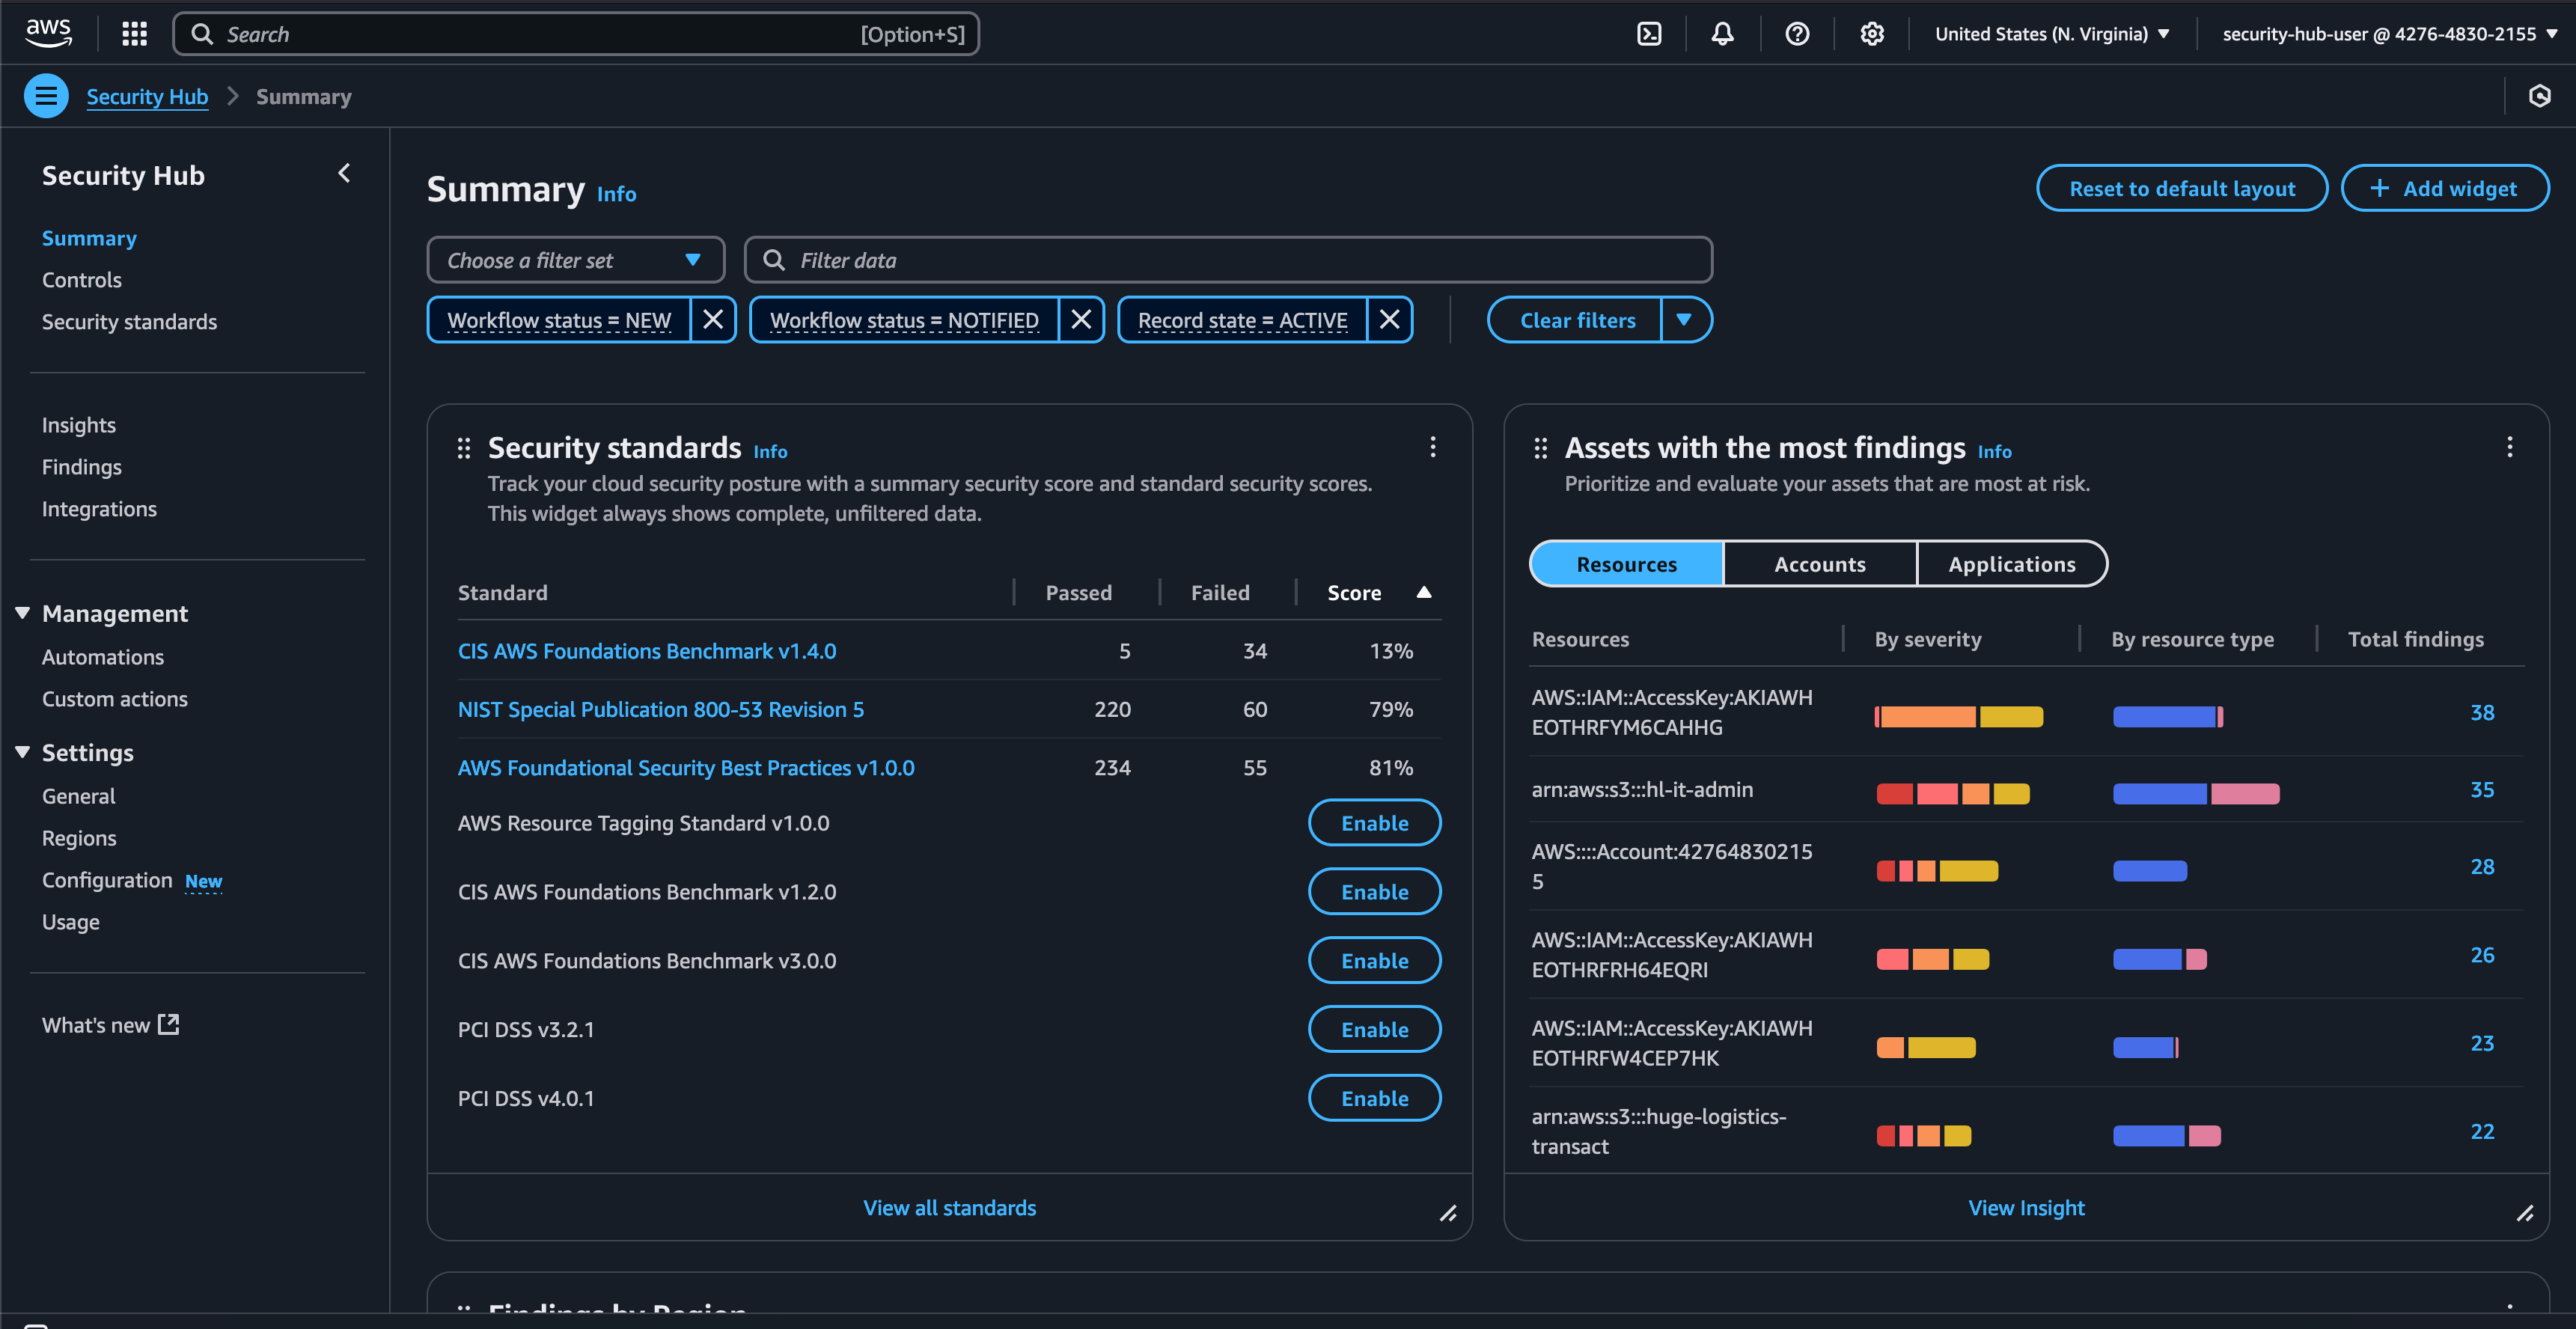 aws
Search
[Option+S]
United States (N. Virginia)
security-hub-user @ 4276-4830-2155
Security Hub
Summary
Security Hub
Summary
Controls
Security standards
Insights
Findings
Integrations
Management
Automations
Custom actions
Settings
General
Regions
Configuration New
Usage
What's new
Summary Info
Reset to default layout
Add widget
Choose a filter set
Filter data
Workflow status = NEW
Workflow status = NOTIFIED
Record state = ACTIVE
Clear filters
Security standards Info
Track your cloud security posture with a summary security score and standard security scores.
This widget always shows complete, unfiltered data.
Standard Passed Failed Score
CIS AWS Foundations Benchmark v1.4.0 5 34 13%
NIST Special Publication 800-53 Revision 5 220 60 79%
AWS Foundational Security Best Practices v1.0.0 234 55 81%
AWS Resource Tagging Standard v1.0.0 Enable
CIS AWS Foundations Benchmark v1.2.0 Enable
CIS AWS Foundations Benchmark v3.0.0 Enable
PCI DSS v3.2.1 Enable
PCI DSS v4.0.1 Enable
View all standards
Assets with the most findings Info
Prioritize and evaluate your assets that are most at risk.
Resources Accounts Applications
Resources By severity By resource type Total findings
AWS::IAM::AccessKey:AKIAWH
EOTHRFYM6CAHHG 38
arn:aws:s3:::hl-it-admin 35
AWS::::Account:42764830215
5 28
AWS::IAM::AccessKey:AKIAWH
EOTHRFRH64EQRI 26
AWS::IAM::AccessKey:AKIAWH
EOTHRFW4CEP7HK 23
arn:aws:s3:::huge-logistics-
transact 22
View Insight
Findings by Region